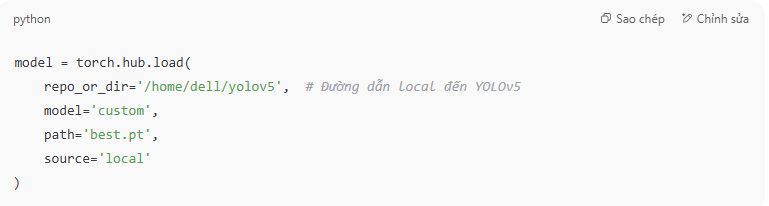 python Sao chép Chỉnh sửa
model = torch.hub.load(
    repo_or_dir='/home/dell/yolov5',  # Đường dẫn local đến YOLOv5
    model='custom',
    path='best.pt',
    source='local'
)